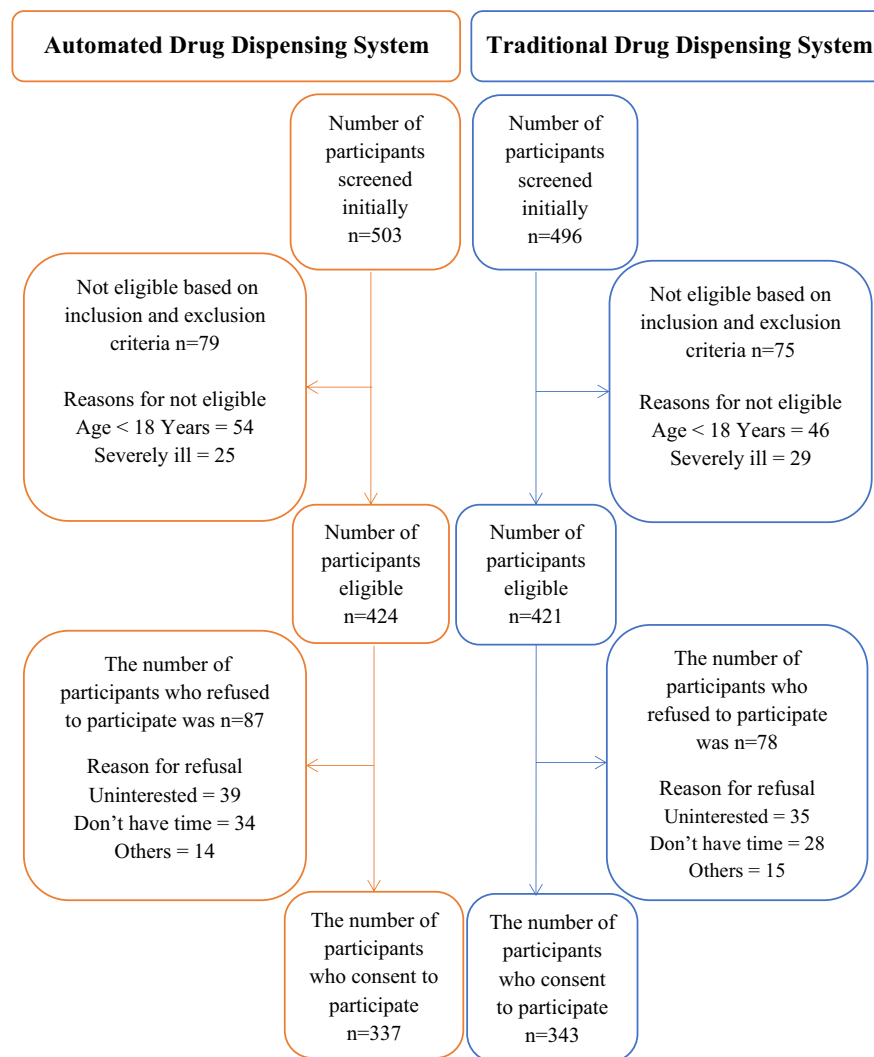 Automated Drug Dispensing System
Traditional Drug Dispensing System
Number of
participants
screened
initially
n=503
Number of
participants
screened
initially
n=496
Not eligible based on
inclusion and exclusion
criteria n=79
Reasons for not eligible
Age < 18 Years = 54
Severely ill = 25
Not eligible based on
inclusion and exclusion
criteria n=75
Reasons for not eligible
Age < 18 Years = 46
Severely ill = 29
Number of
participants
eligible
n=424
Number of
participants
eligible
n=421
The number of
participants who refused
to participate was n=87
Reason for refusal
Uninterested = 39
Don’t have time = 34
Others = 14
The number of
participants who
refused to participate
was n=78
Reason for refusal
Uninterested = 35
Don’t have time = 28
Others = 15
The number of
participants
who consent to
participate
n=337
The number of
participants
who consent
to participate
n=343